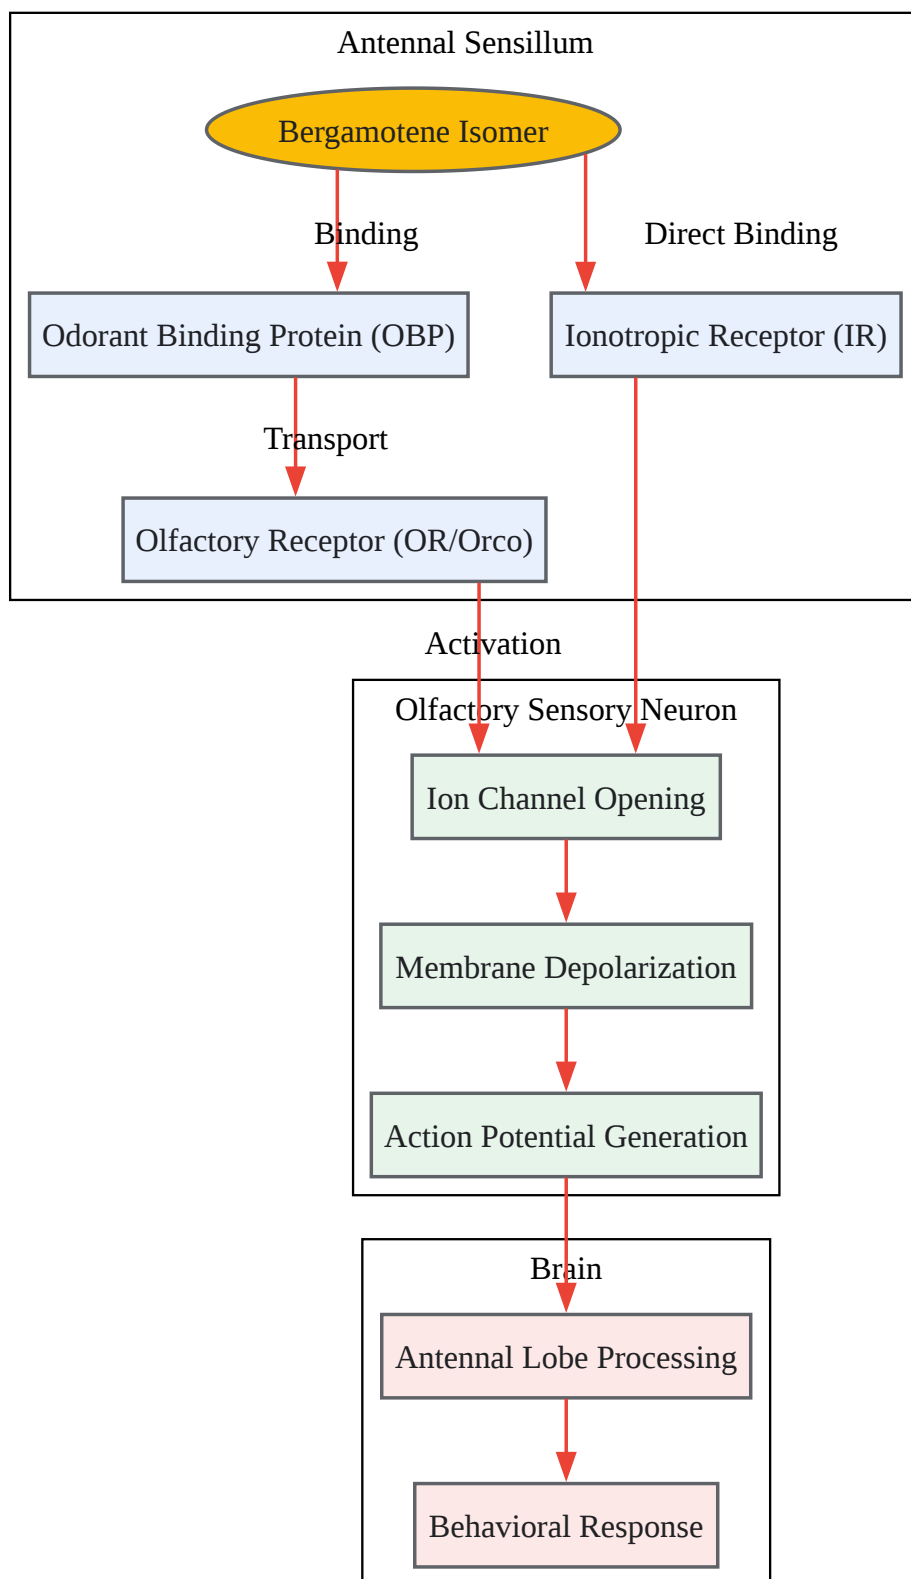 Antennal Sensillum
Bergamotene Isomer
Binding
Direct Binding
Odorant Binding Protein (OBP)
Ionotropic Receptor (IR)
Transport
Olfactory Receptor (OR/Orco)
Activation
Olfactory Sensory Neuron
Ion Channel Opening
Membrane Depolarization
Action Potential Generation
Brain
Antennal Lobe Processing
Behavioral Response